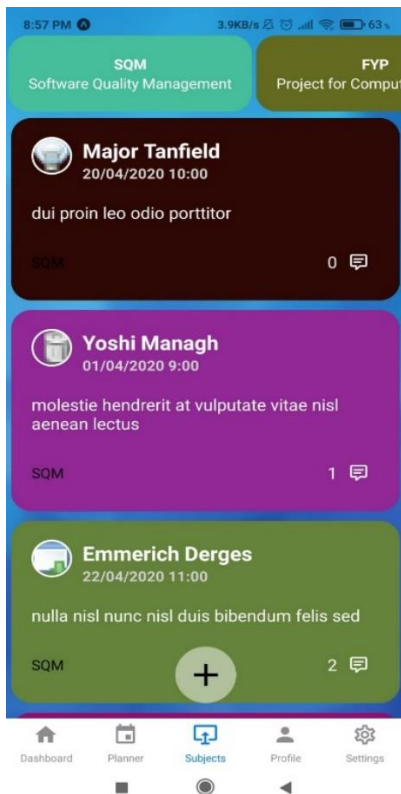 8:57 PM 3.9KB/s 63%
SQM FYP
Software Quality Management Project for Comput
Major Tanfield
20/04/2020 10:00
dui proin leo odio porttitor
SQM 0
Yoshi Managh
01/04/2020 9:00
molestie hendrerit at vulputate vitae nisl
aenean lectus
SQM 1
Emmerich Derges
22/04/2020 11:00
nulla nisl nunc nisl duis bibendum felis sed
SQM 2
+
Dashboard Planner Subjects Profile Settings